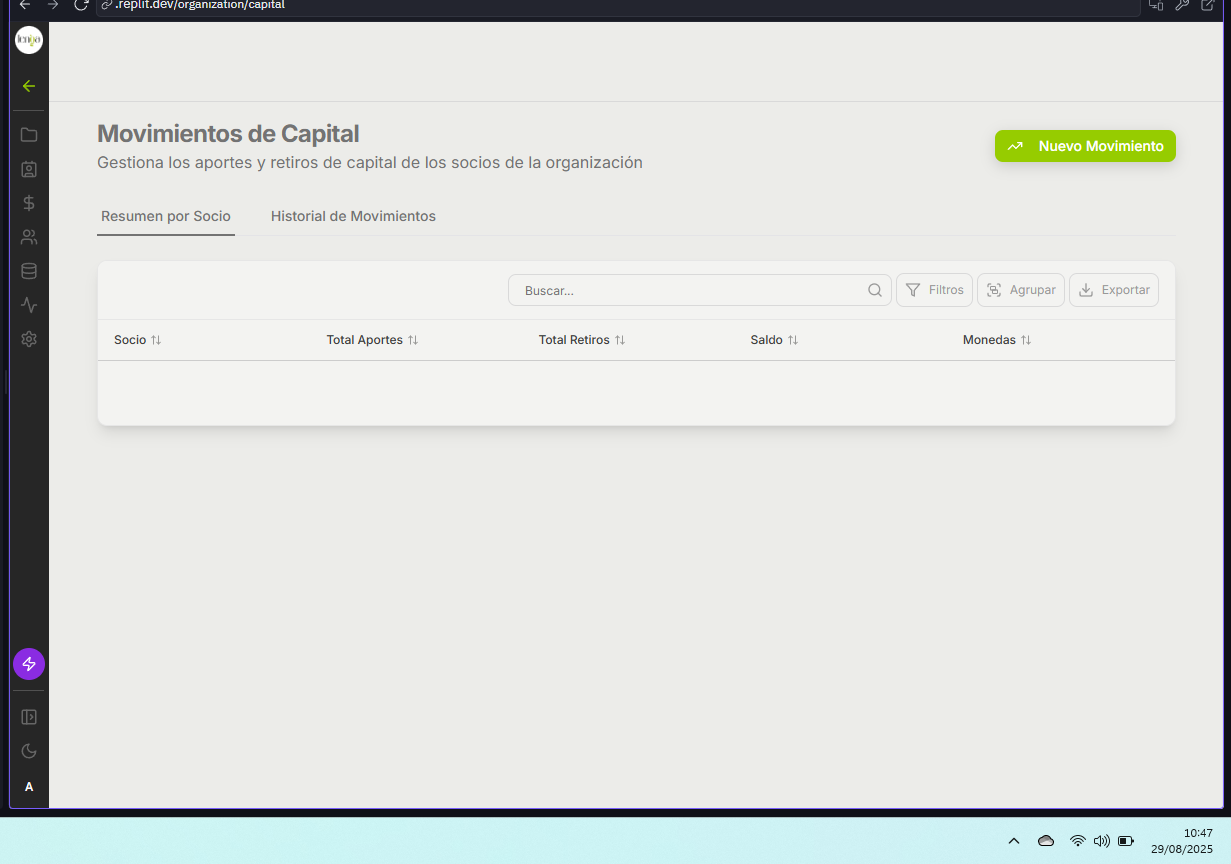 .replit.dev/organization/capital
Movimientos de Capital
Gestiona los aportes y retiros de capital de los socios de la organización
Nuevo Movimiento
Resumen por Socio
Historial de Movimientos
Buscar...
Filtros
Agrupar
Exportar
Socio
Total Aportes
Total Retiros
Saldo
Monedas
A
10:47
29/08/2025